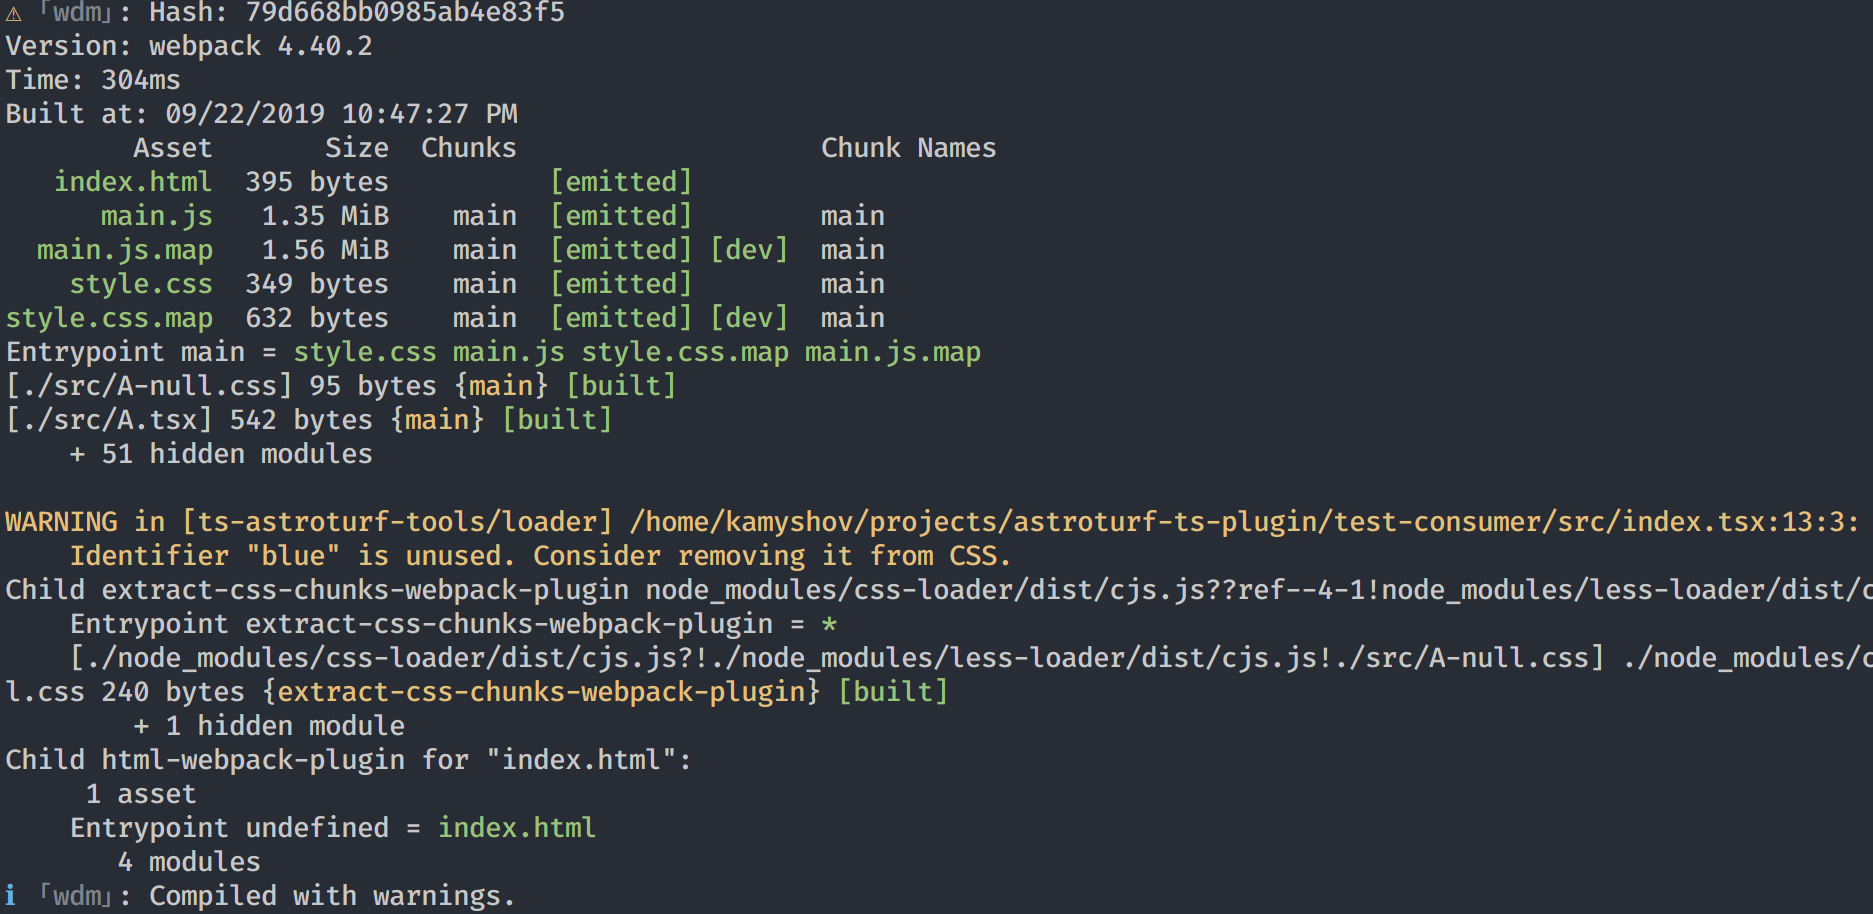 ⚠ ｢wdm｣: Hash: 79d668bb0985ab4e83f5
Version: webpack 4.40.2
Time: 304ms
Built at: 09/22/2019 10:47:27 PM
        Asset       Size  Chunks                   Chunk Names
   index.html  395 bytes          [emitted]
      main.js   1.35 MiB    main  [emitted]        main
  main.js.map   1.56 MiB    main  [emitted] [dev]  main
    style.css  349 bytes    main  [emitted]        main
style.css.map  632 bytes    main  [emitted] [dev]  main
Entrypoint main = style.css main.js style.css.map main.js.map
[./src/A-null.css] 95 bytes {main} [built]
[./src/A.tsx] 542 bytes {main} [built]
    + 51 hidden modules

WARNING in [ts-astroturf-tools/loader] /home/kamyshov/projects/astroturf-ts-plugin/test-consumer/src/index.tsx:13:3:
    Identifier "blue" is unused. Consider removing it from CSS.
Child extract-css-chunks-webpack-plugin node_modules/css-loader/dist/cjs.js??ref--4-1!node_modules/less-loader/dist/c
    Entrypoint extract-css-chunks-webpack-plugin = *
    [./node_modules/css-loader/dist/cjs.js?!./node_modules/less-loader/dist/cjs.js!./src/A-null.css] ./node_modules/c
l.css 240 bytes {extract-css-chunks-webpack-plugin} [built]
        + 1 hidden module
Child html-webpack-plugin for "index.html":
     1 asset
    Entrypoint undefined = index.html
       4 modules
ℹ ｢wdm｣: Compiled with warnings.